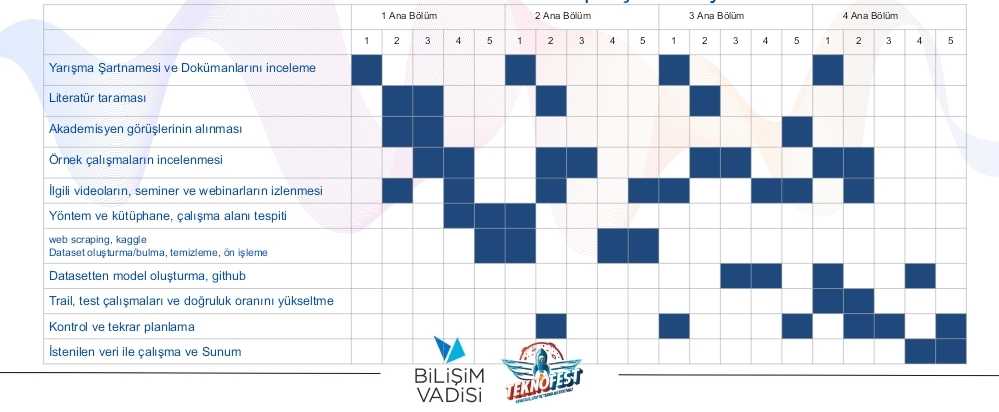 1 Ana Bölüm 2 Ana Bölüm 3 Ana Bölüm 4 Ana Bölüm
1 2 3 4 5 1 2 3 4 5 1 2 3 4 5 1 2 3 4 5
Yarışma Şartnamesi ve Dokümanlarını inceleme
Literatür taraması
Akademisyen görüşlerinin alınması
Örnek çalışmaların incelenmesi
İlgili videoların, seminer ve webinarların izlenmesi
Yöntem ve kütüphane, çalışma alanı tespiti
web scraping, kaggle
Dataset oluşturma/bulma, temizleme, ön işleme
Datasetten model oluşturma, github
Trail, test çalışmaları ve doğruluk oranını yükseltme
Kontrol ve tekrar planlama
İstenilen veri ile çalışma ve Sunum
BİLİŞİM
VADİSİ
TEKNOFEST